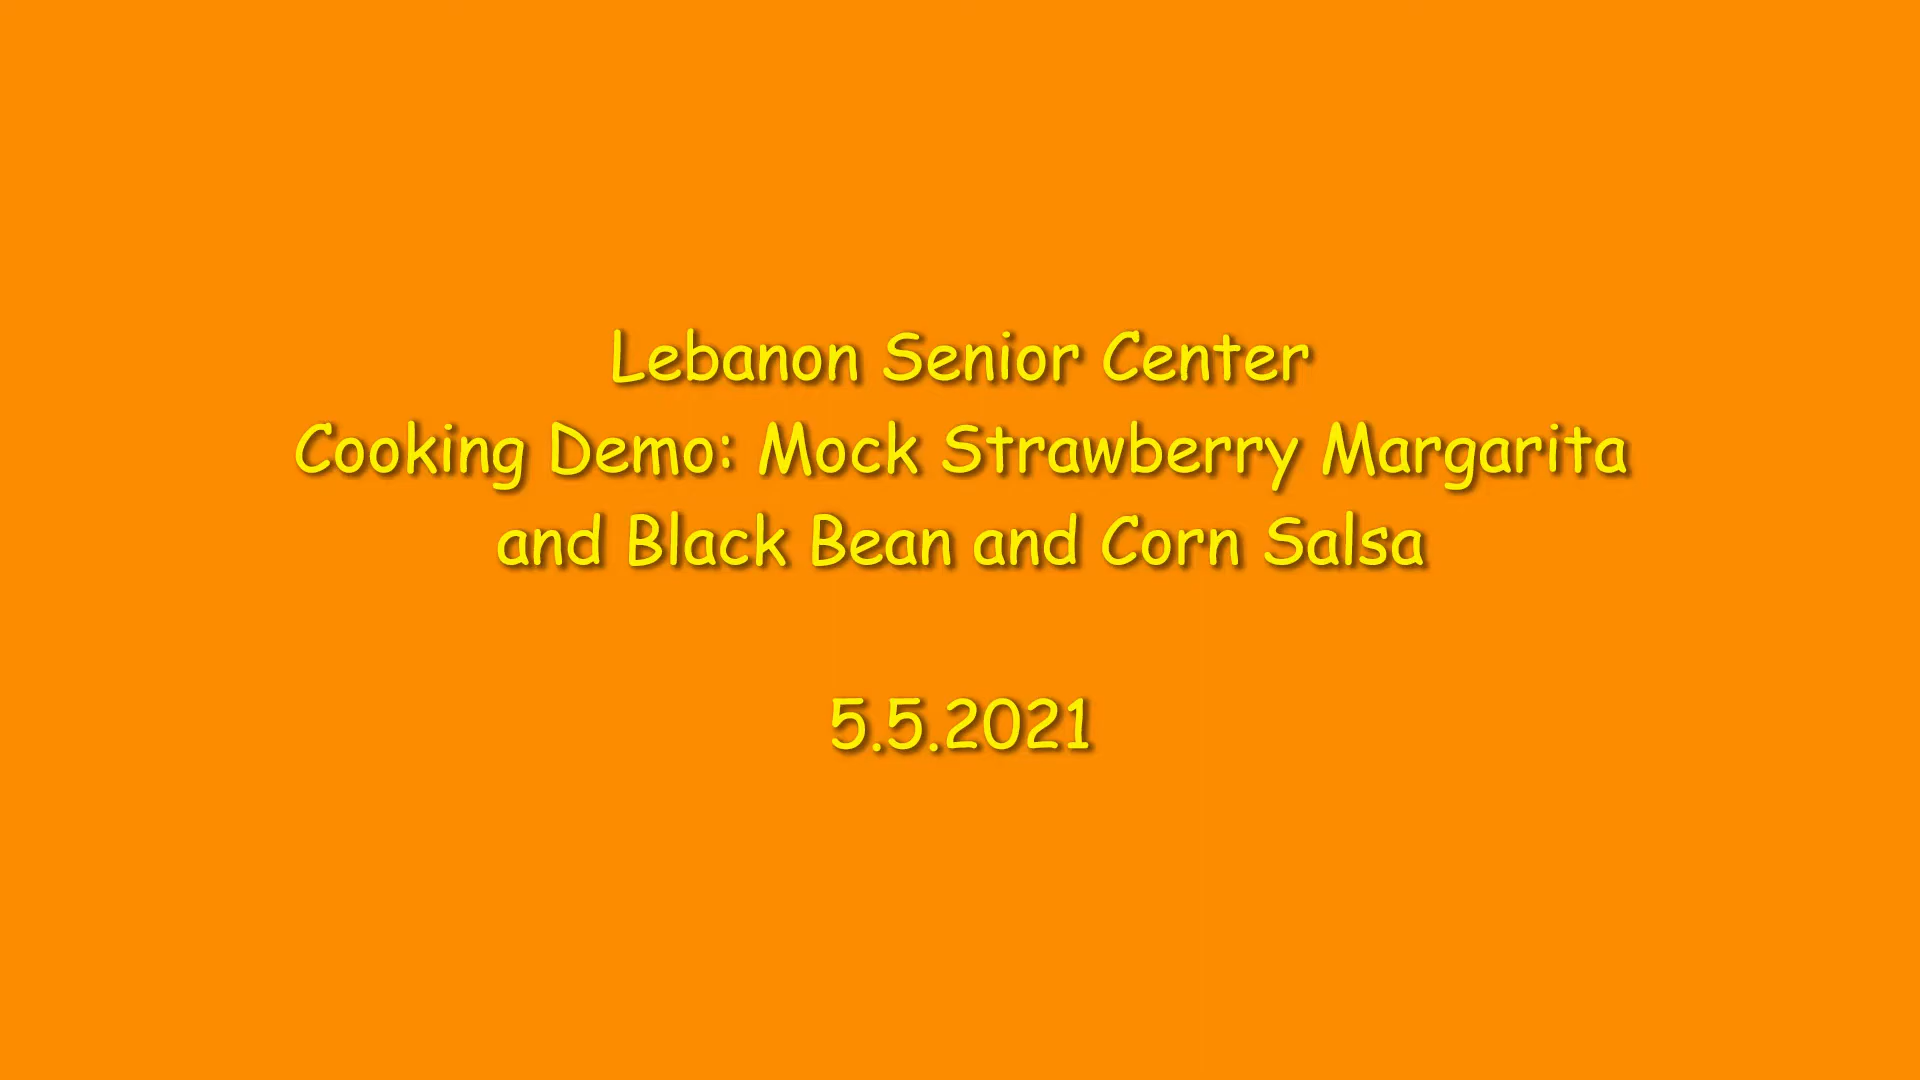 Lebanon Senior Center
Cooking Demo: Mock Strawberry Margarita
and Black Bean and Corn Salsa
5.5.2021